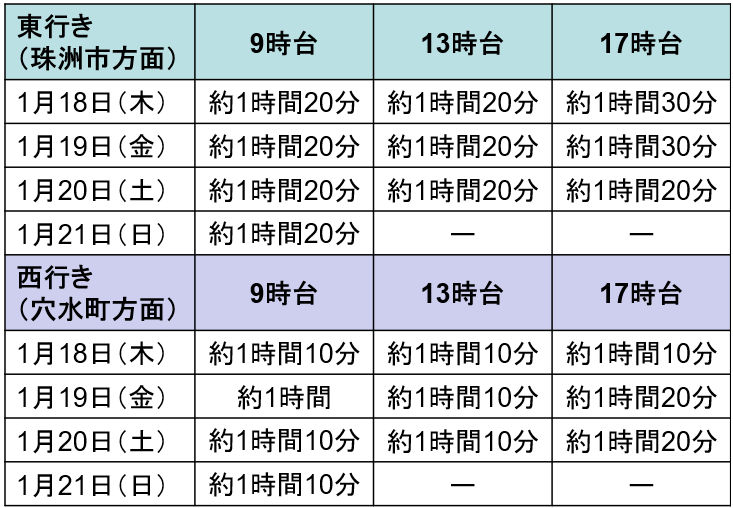 東行き
（珠洲市方面） 9時台 13時台 17時台
1月18日（木） 約1時間20分 約1時間20分 約1時間30分
1月19日（金） 約1時間20分 約1時間20分 約1時間30分
1月20日（土） 約1時間20分 約1時間20分 約1時間20分
1月21日（日） 約1時間20分 ― ―
西行き
（穴水町方面） 9時台 13時台 17時台
1月18日（木） 約1時間10分 約1時間10分 約1時間10分
1月19日（金） 約1時間 約1時間10分 約1時間20分
1月20日（土） 約1時間10分 約1時間10分 約1時間20分
1月21日（日） 約1時間10分 ― ―